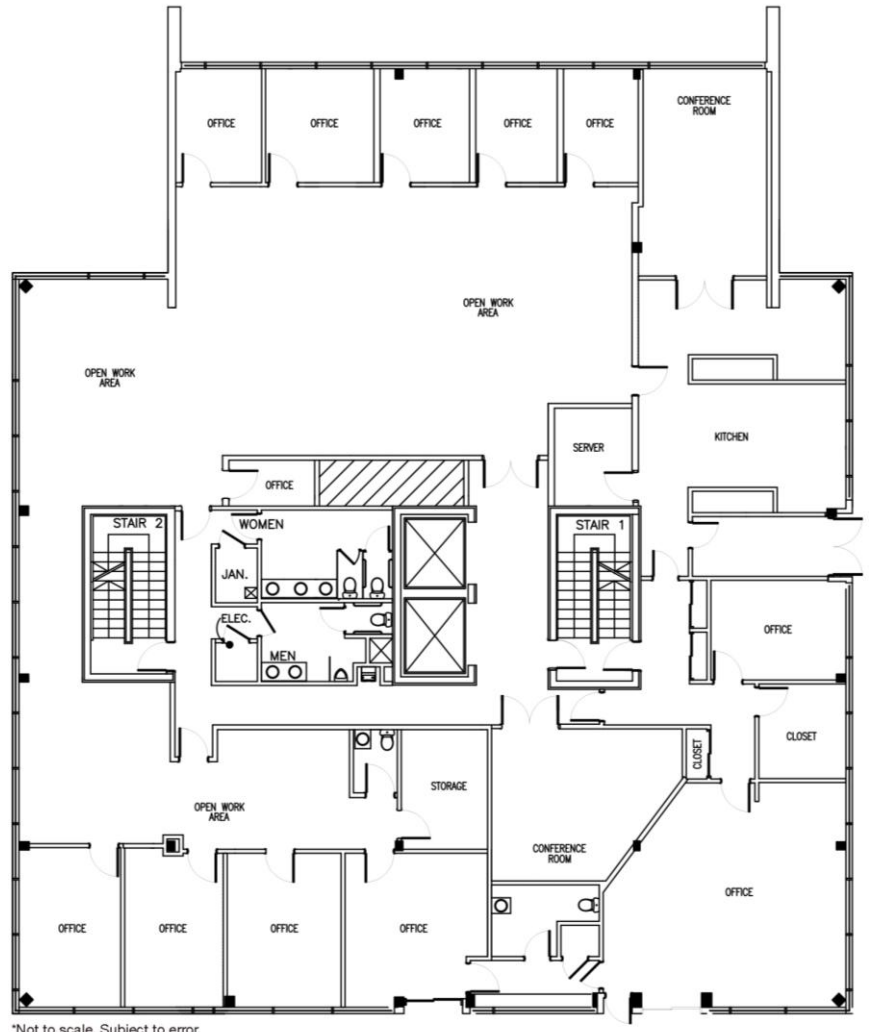 OFFICE
OFFICE
OFFICE
OFFICE
OFFICE
CONFERENCE
ROOM
OPEN WORK
AREA
OPEN WORK
AREA
KITCHEN
SERVER
OFFICE
STAIR 2
WOMEN
STAIR 1
JAN.
ELEC.
MEN
OFFICE
CLOSET
CLOSET
STORAGE
OPEN WORK
AREA
CONFERENCE
ROOM
OFFICE
OFFICE
OFFICE
OFFICE
OFFICE
*Not to scale. Subject to error